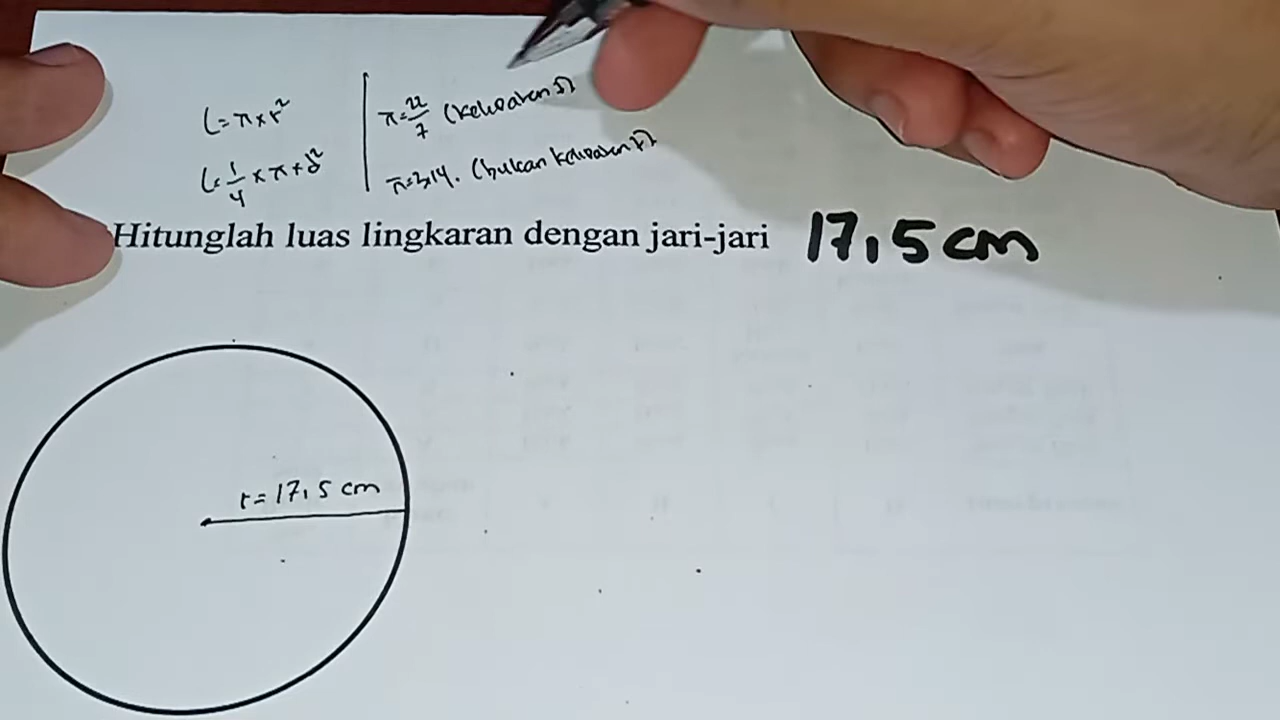 L = π × r²
L = 1/4 × π × d²
π = 22/7 (kelipatan 7)
π = 3,14. (bukan kelipatan 7)
Hitunglah luas lingkaran dengan jari-jari 17,5 cm
r = 17,5 cm